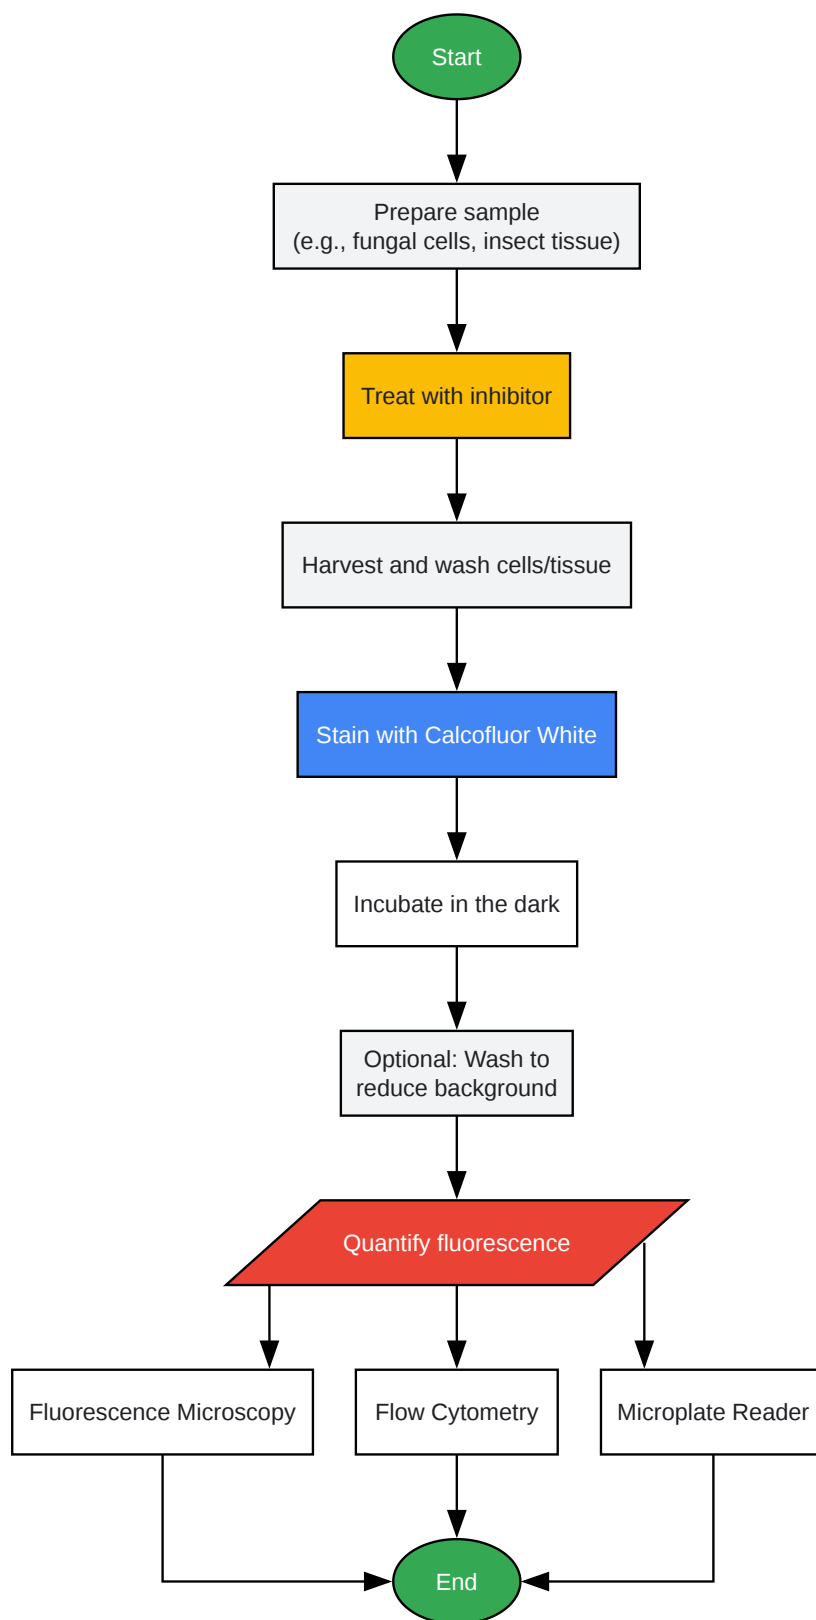 Start
Prepare sample
(e.g., fungal cells, insect tissue)
Treat with inhibitor
Harvest and wash cells/tissue
Stain with Calcofluor White
Incubate in the dark
Optional: Wash to
reduce background
Quantify fluorescence
Fluorescence Microscopy
Flow Cytometry
Microplate Reader
End